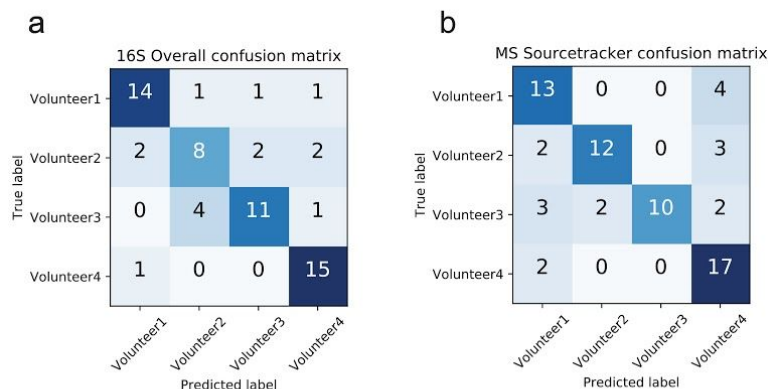 a
16S Overall confusion matrix
True label
Volunteer1
14 1 1 1
Volunteer2
2 8 2 2
Volunteer3
0 4 11 1
Volunteer4
1 0 0 15
Volunteer1
Volunteer2
Volunteer3
Volunteer4
Predicted label
b
MS Sourcetracker confusion matrix
True label
Volunteer1
13 0 0 4
Volunteer2
2 12 0 3
Volunteer3
3 2 10 2
Volunteer4
2 0 0 17
Volunteer1
Volunteer2
Volunteer3
Volunteer4
Predicted label